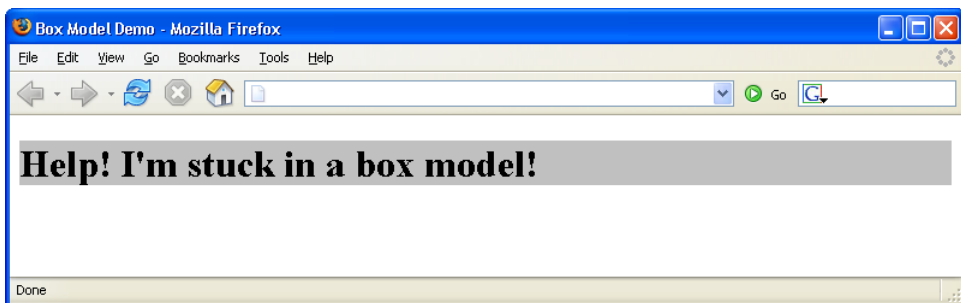 Box Model Demo - Mozilla Firefox
File Edit View Go Bookmarks Tools Help
Go G
Help! I'm stuck in a box model!
Done